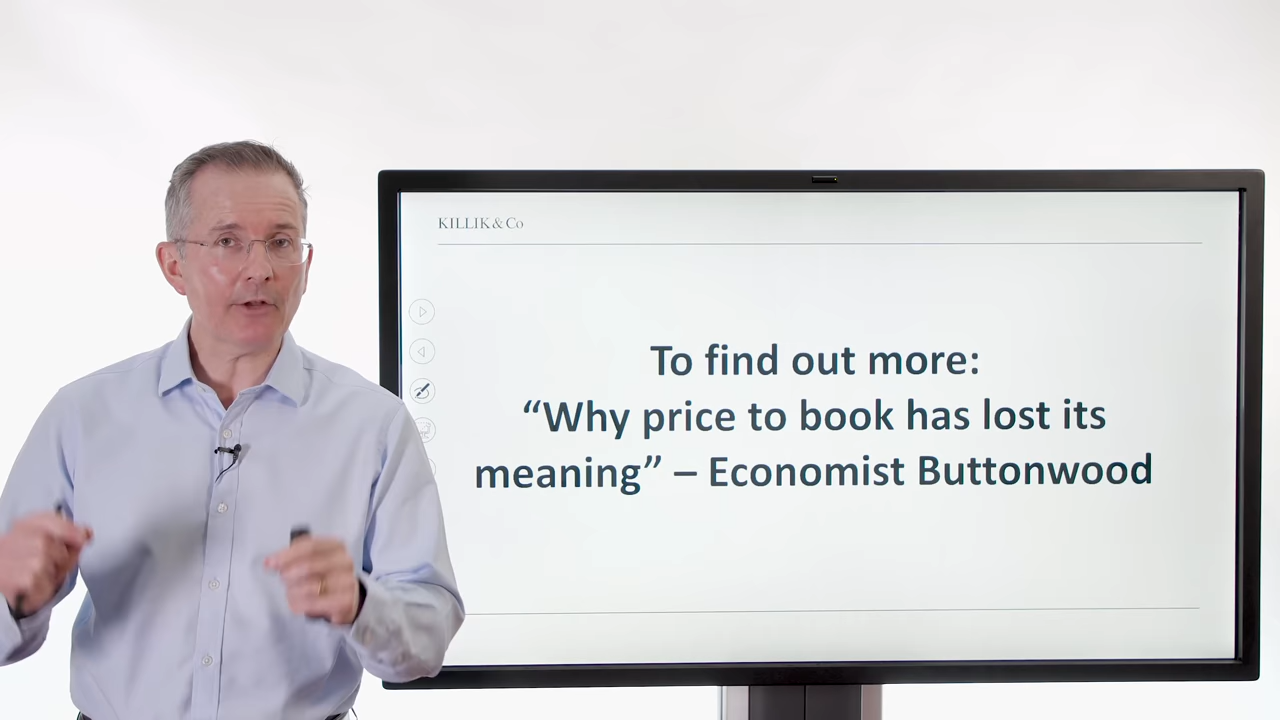 KILLIK & Co
To find out more:
“Why price to book has lost its
meaning” – Economist Buttonwood